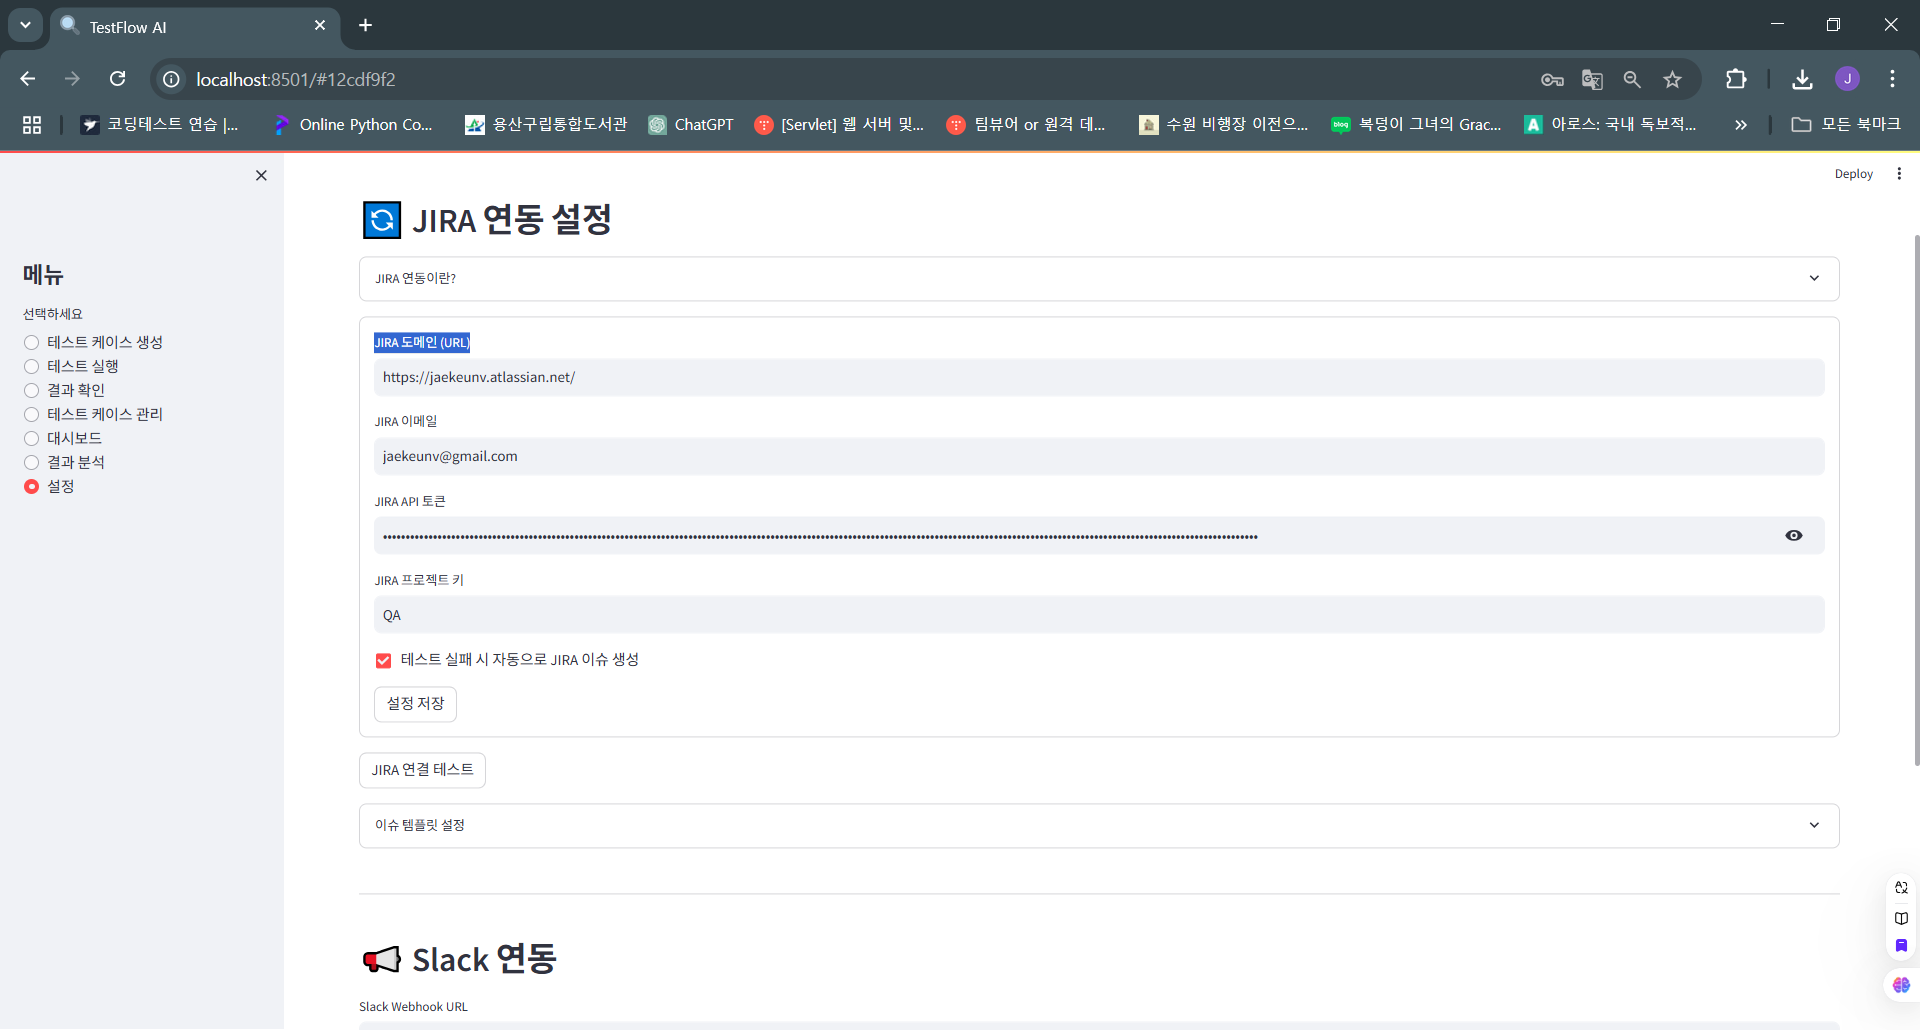 TestFlow AI
localhost:8501/#12cdf9f2
코딩테스트 연습 |...
Online Python Co...
용산구립통합도서관
ChatGPT
[Servlet] 웹 서버 및...
팀뷰어 or 원격 데...
수원 비행장 이전으...
blog
복덩이 그녀의 Grac...
A
아로스: 국내 독보적...
모든 북마크
J
Deploy
메뉴
선택하세요
테스트 케이스 생성
테스트 실행
결과 확인
테스트 케이스 관리
대시보드
결과 분석
설정
JIRA 연동 설정
JIRA 연동이란?
JIRA 도메인 (URL)
https://jaekeunv.atlassian.net/
JIRA 이메일
jaekeunv@gmail.com
JIRA API 토큰
JIRA 프로젝트 키
QA
테스트 실패 시 자동으로 JIRA 이슈 생성
설정 저장
JIRA 연결 테스트
이슈 템플릿 설정
Slack 연동
Slack Webhook URL